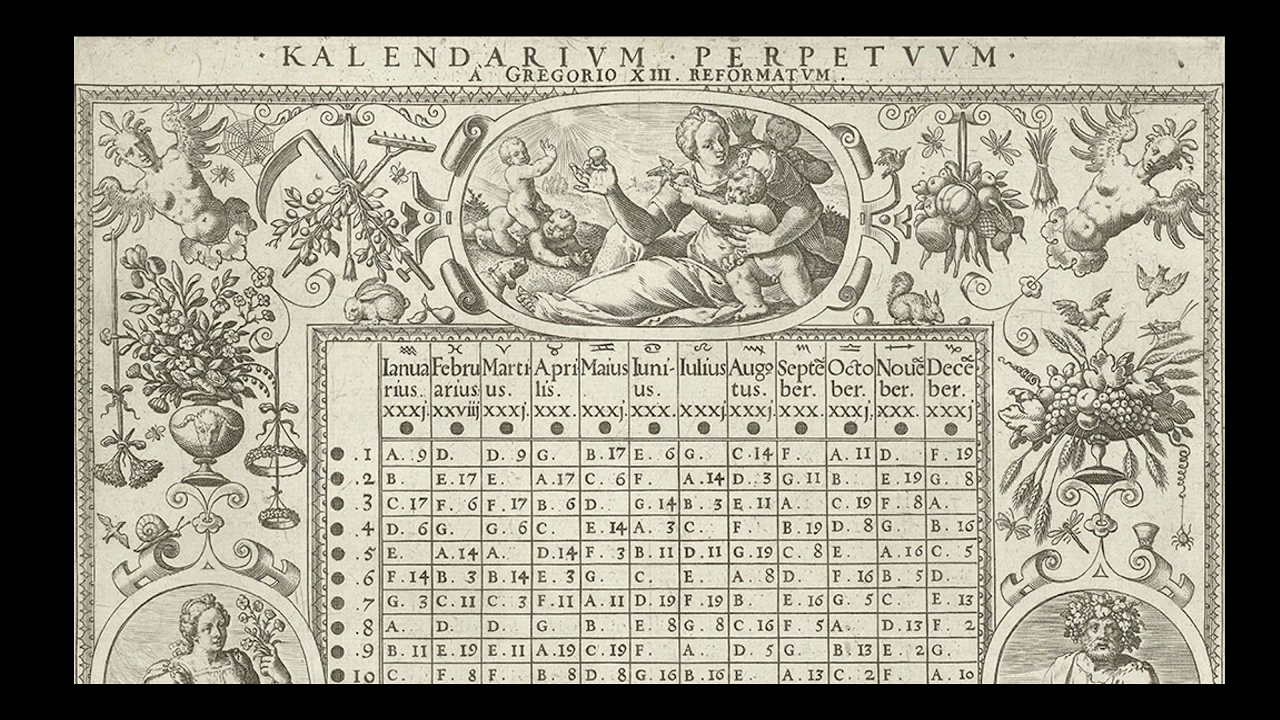 · KALENDARIVM · PERPETVVM ·
A GREGORIO XIII. REFORMATVM.
Ianua Febru Marti Apri Maius Iuni- Iulius Augo Septẽ Octo Nouẽ Decẽ
rius. arius. us. lis. us. tus. ber. ber. ber. ber.
xxxj. xxviij xxxj. xxx. xxxj. xxx. xxxj. xxxj. xxx. xxxj. xxx. xxxj
.1 A. 9 D. D. 9 G. B. 17 E. 6 G. C. 14 F. A. 11 D. F. 19
.2 B. E. 17 E. A. 17 C. 6 F. A. 14 D. 3 G. 11 B. E. 19 G. 8
.3 C. 17 F. 6 F. 17 B. 6 D. G. 14 B. 3 E. 11 A. C. 19 F. 8 A.
.4 D. 6 G. G. 6 C. E. 14 A. 3 C. F. B. 19 D. 8 G. B. 16
.5 E. A. 14 A. D. 14 F. 3 B. 11 D. 11 G. 19 C. 8 E. A. 16 C. 5
.6 F. 14 B. 3 B. 14 E. 3 G. C. E. A. 8 D. F. 16 B. 5 D.
.7 G. 3 C. 11 C. 3 F. 11 A. 11 D. 19 F. 19 B. E. 16 G. 5 C. E. 13
.8 A. D. D. G. B. E. 8 G. 8 C. 16 F. 5 A. D. 13 F. 2
.9 B. 11 E. 19 E. 11 A. 19 C. 19 F. A. D. 5 G. B. 13 E. 2 G.
10 C. F. 8 F. B. 8 D. 8 G. 16 B. 16 E. A. 13 C. 2 F. A. 10